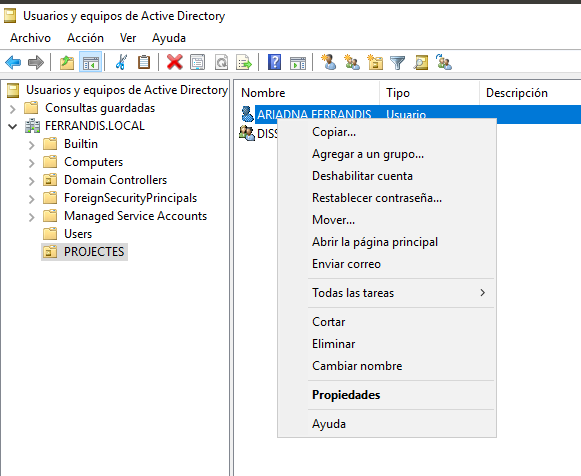 Usuarios y equipos de Active Directory
Archivo Acción Ver Ayuda
Usuarios y equipos de Active Directory
Consultas guardadas
FERRANDIS.LOCAL
Builtin
Computers
Domain Controllers
ForeignSecurityPrincipals
Managed Service Accounts
Users
PROJECTES
Nombre Tipo Descripción
ARIADNA FERRANDIS Usuario
DISS
Copiar...
Agregar a un grupo...
Deshabilitar cuenta
Restablecer contraseña...
Mover...
Abrir la página principal
Enviar correo
Todas las tareas
Cortar
Eliminar
Cambiar nombre
Propiedades
Ayuda